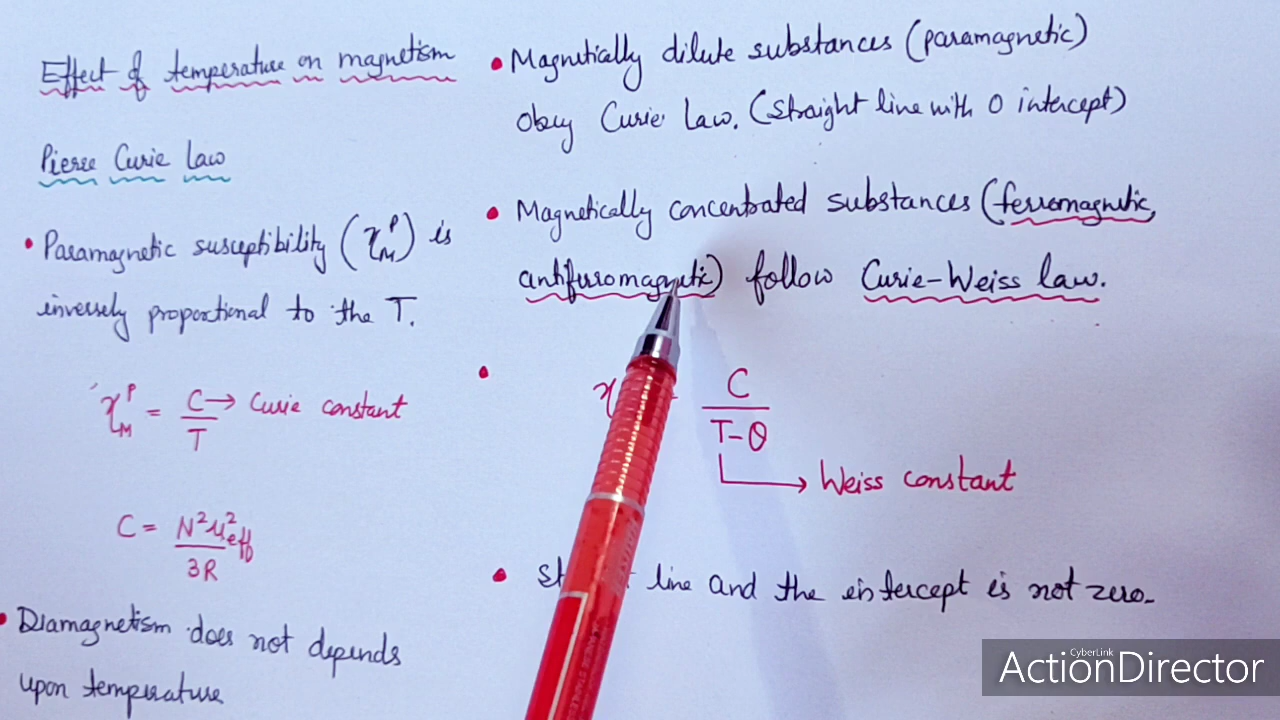 Effect of temperature on magnetism
Pierre Curie Law
• Paramagnetic susceptibility (χ_M^P) is
inversely proportional to the T.
χ_M^P = C/T → Curie constant
C = N²μ²eff / 3R
• Diamagnetism does not depends
upon temperature
• Magnetically dilute substances (paramagnetic)
obey Curie Law. (straight line with 0 intercept)
• Magnetically concentrated substances (ferromagnetic,
antiferromagnetic) follow Curie-Weiss law.
• C / T-θ
→ Weiss constant
• line and the intercept is not zero.
CyberLink
ActionDirector